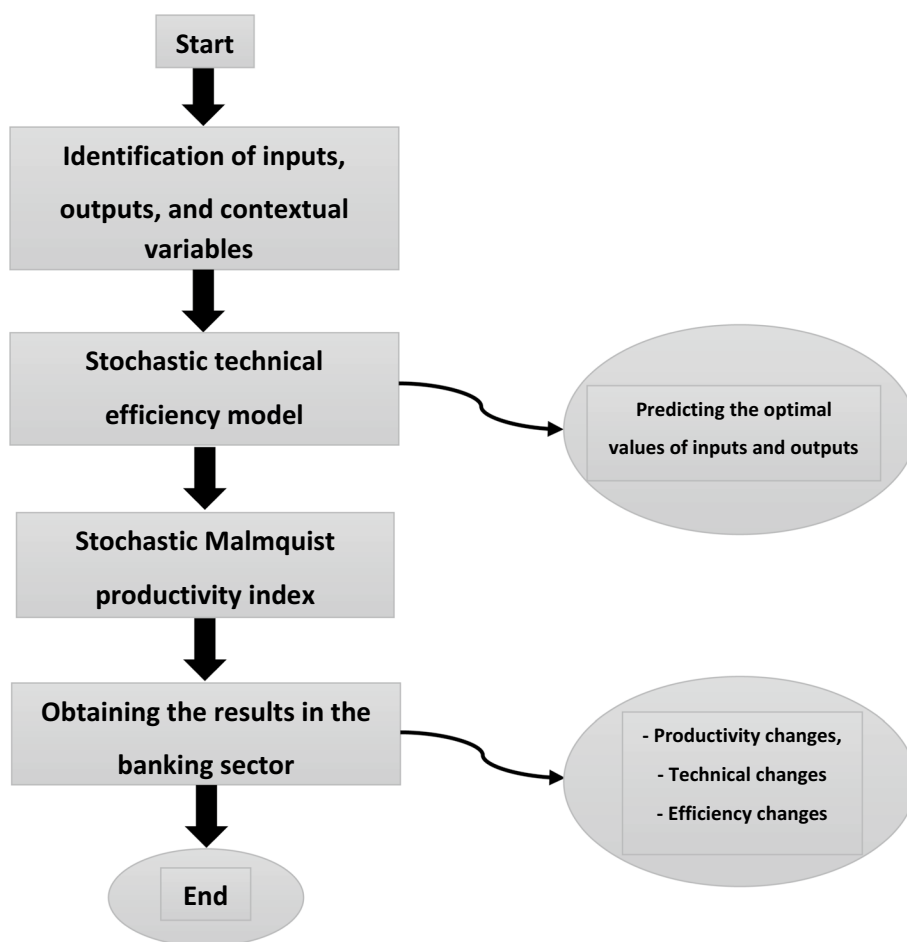 Start
Identification of inputs,
outputs, and contextual
variables
Stochastic technical
efficiency model
Predicting the optimal
values of inputs and outputs
Stochastic Malmquist
productivity index
Obtaining the results in the
banking sector
- Productivity changes,
- Technical changes
- Efficiency changes
End